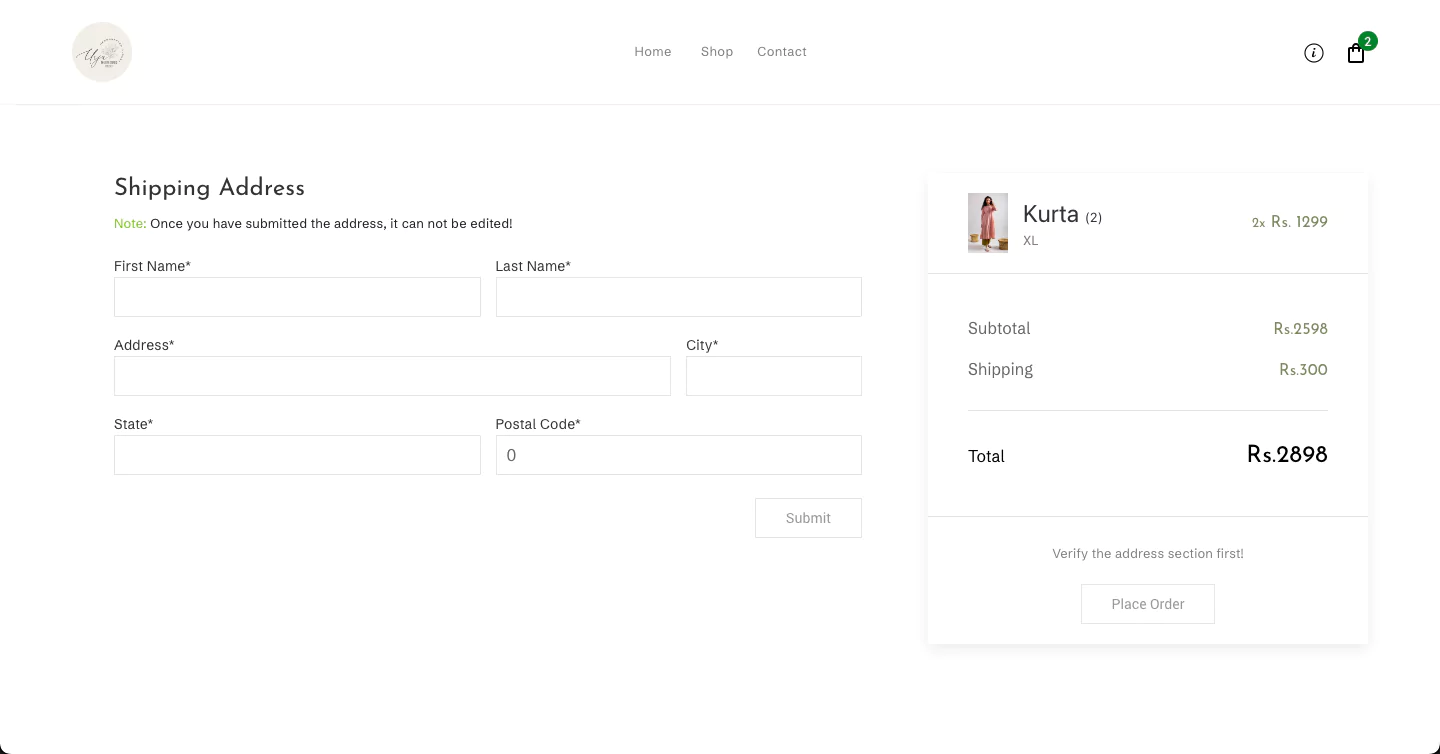 Home Shop Contact
2
Shipping Address
Note: Once you have submitted the address, it can not be edited!
First Name* Last Name*
Address* City*
State* Postal Code*
0
Submit
Kurta (2)
XL
2x Rs. 1299
Subtotal Rs.2598
Shipping Rs.300
Total Rs.2898
Verify the address section first!
Place Order